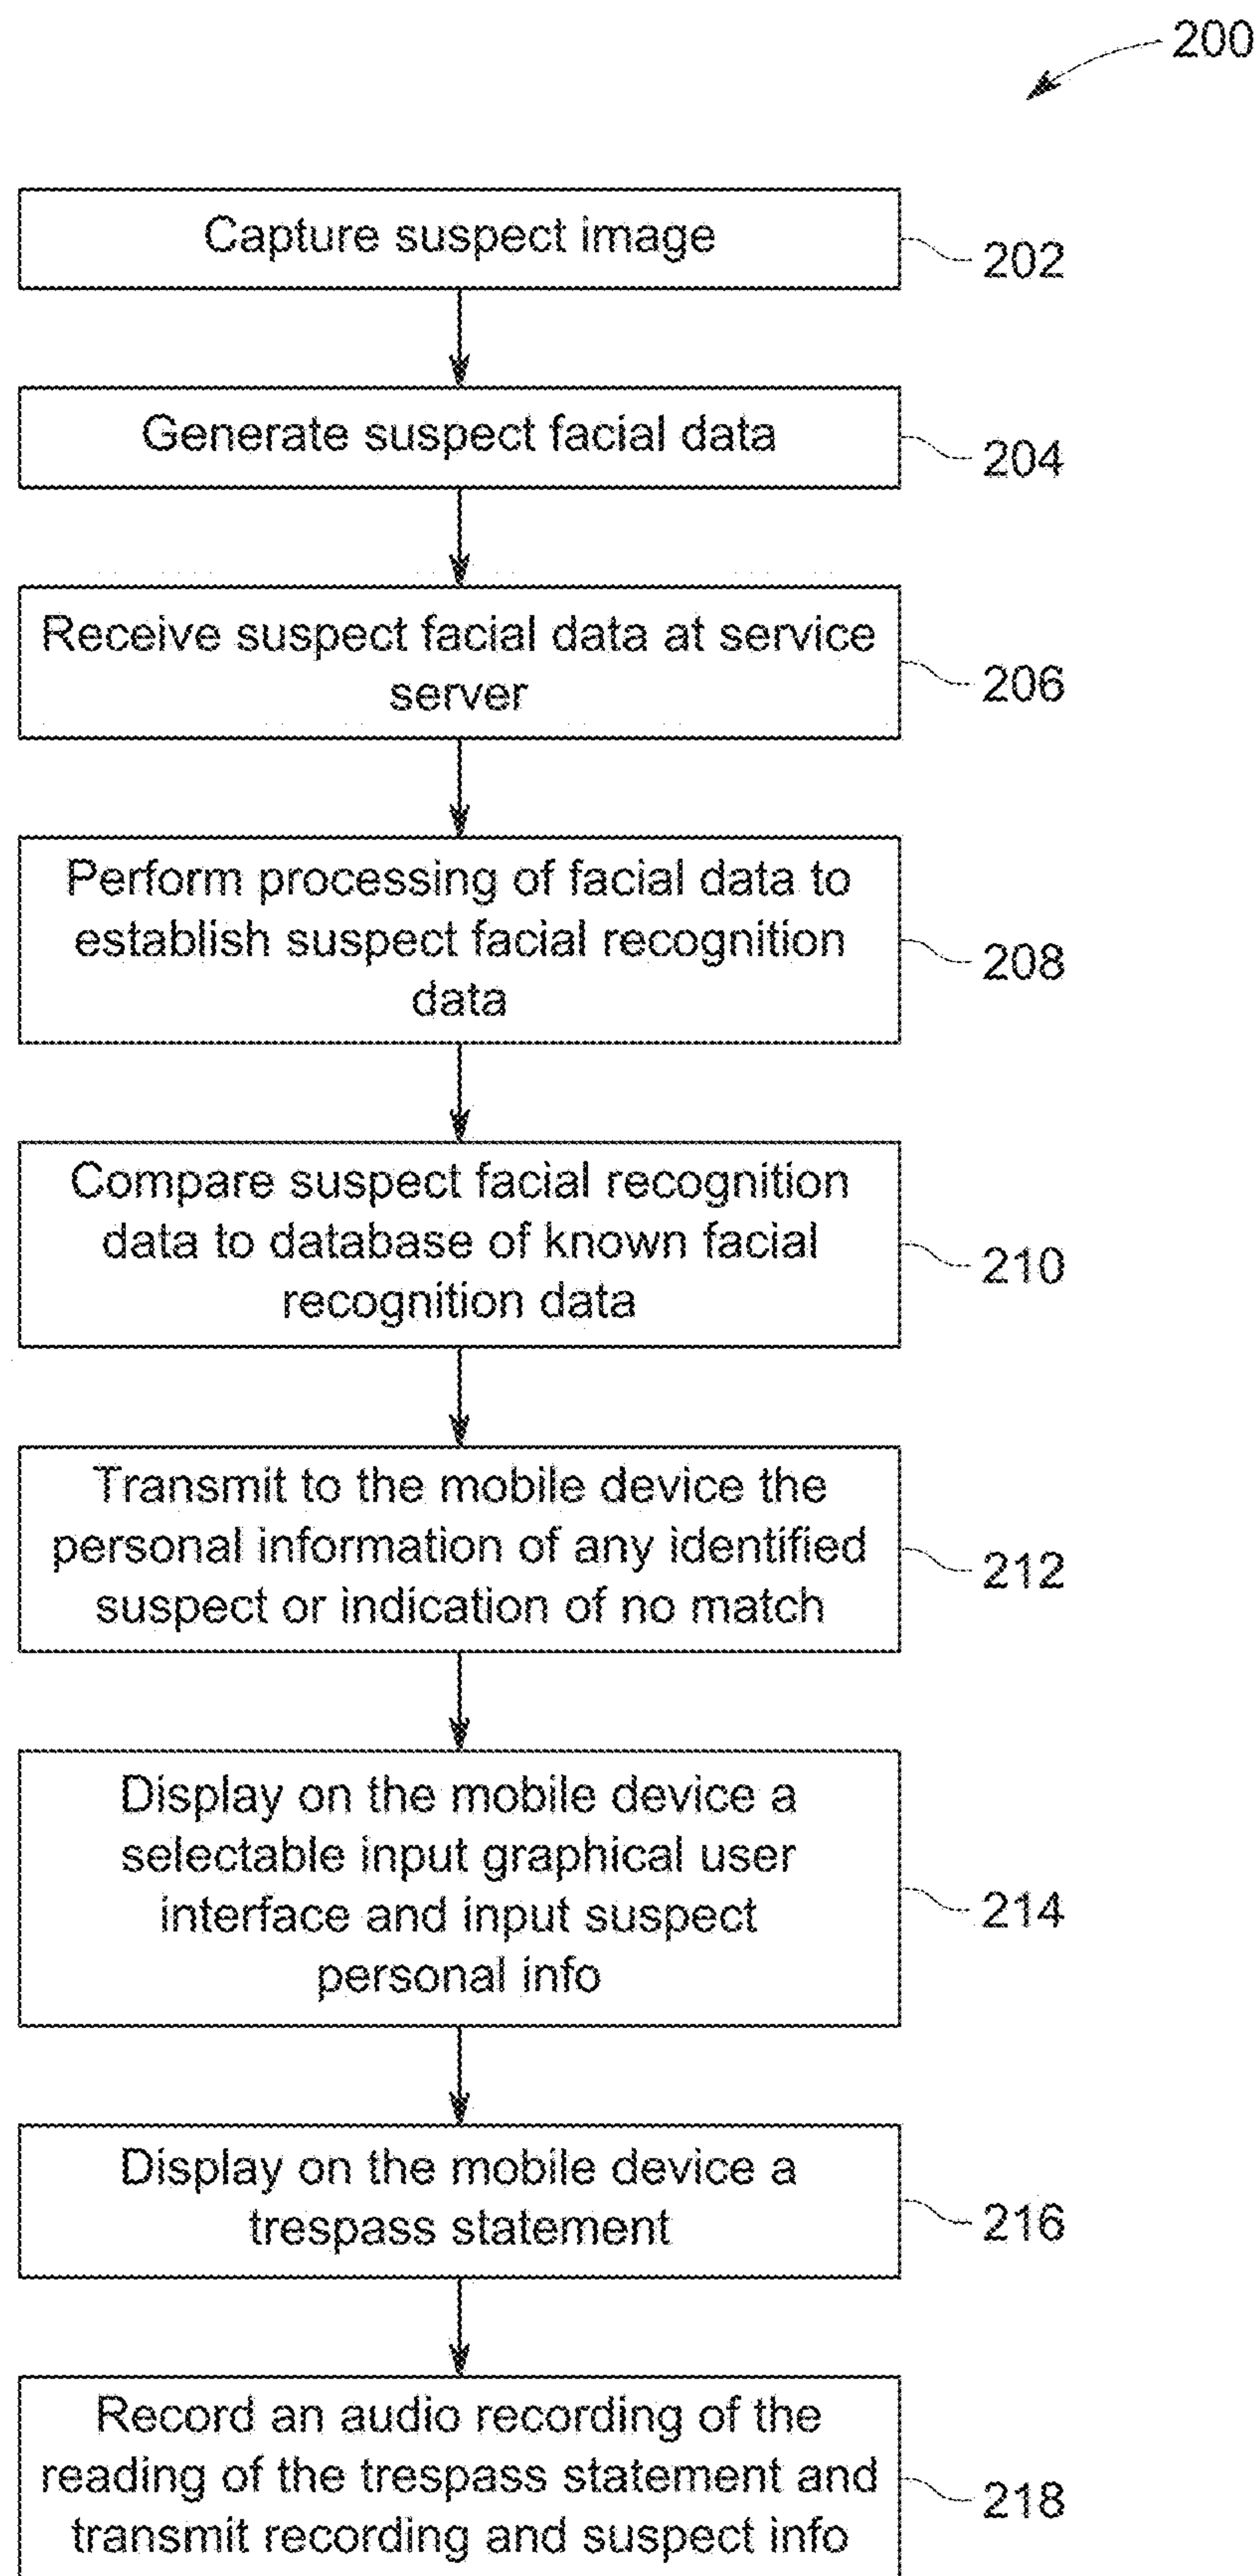 200
Capture suspect image
202
Generate suspect facial data
204
Receive suspect facial data at service
server
206
Perform processing of facial data to
establish suspect facial recognition
data
208
Compare suspect facial recognition
data to database of known facial
recognition data
210
Transmit to the mobile device the
personal information of any identified
suspect or indication of no match
212
Display on the mobile device a
selectable input graphical user
interface and input suspect
personal info
214
Display on the mobile device a
trespass statement
216
Record an audio recording of the
reading of the trespass statement and
transmit recording and suspect info
218